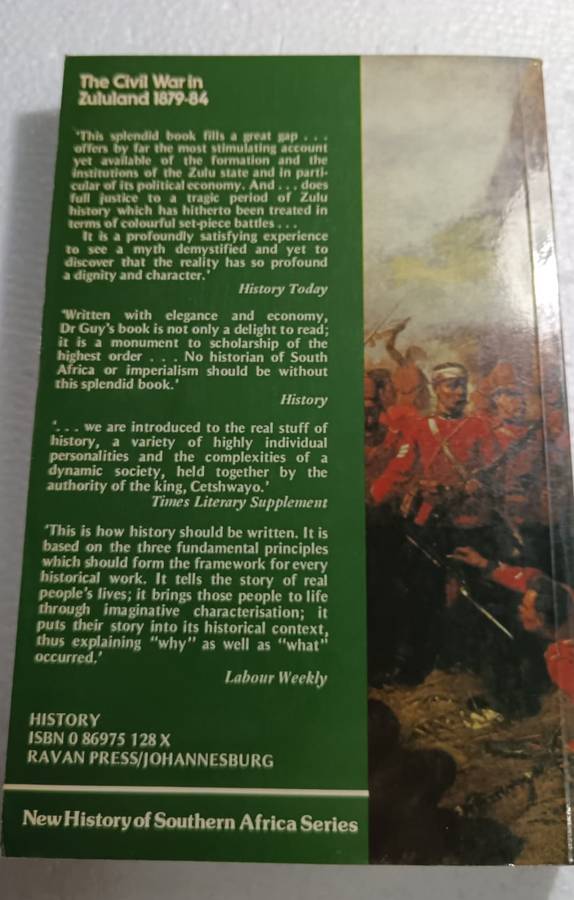 The Civil War in
Zululand 1879-84
'This splendid book fills a great gap . . .
offers by far the most stimulating account
yet available of the formation and the
institutions of the Zulu state and in parti-
cular of its political economy. And . . . does
full justice to a tragic period of Zulu
history which has hitherto been treated in
terms of colourful set-piece battles . . .
It is a profoundly satisfying experience
to see a myth demystified and yet to
discover that the reality has so profound
a dignity and character.'
History Today
'Written with elegance and economy,
Dr Guy's book is not only a delight to read;
it is a monument to scholarship of the
highest order . . . No historian of South
Africa or imperialism should be without
this splendid book.'
History
'. . . we are introduced to the real stuff of
history, a variety of highly individual
personalities and the complexities of a
dynamic society, held together by the
authority of the king, Cetshwayo.'
Times Literary Supplement
'This is how history should be written. It is
based on the three fundamental principles
which should form the framework for every
historical work. It tells the story of real
people's lives; it brings those people to life
through imaginative characterisation; it
puts their story into its historical context,
thus explaining "why" as well as "what"
occurred.'
Labour Weekly
HISTORY
ISBN 0 86975 128 X
RAVAN PRESS/JOHANNESBURG
New History of Southern Africa Series